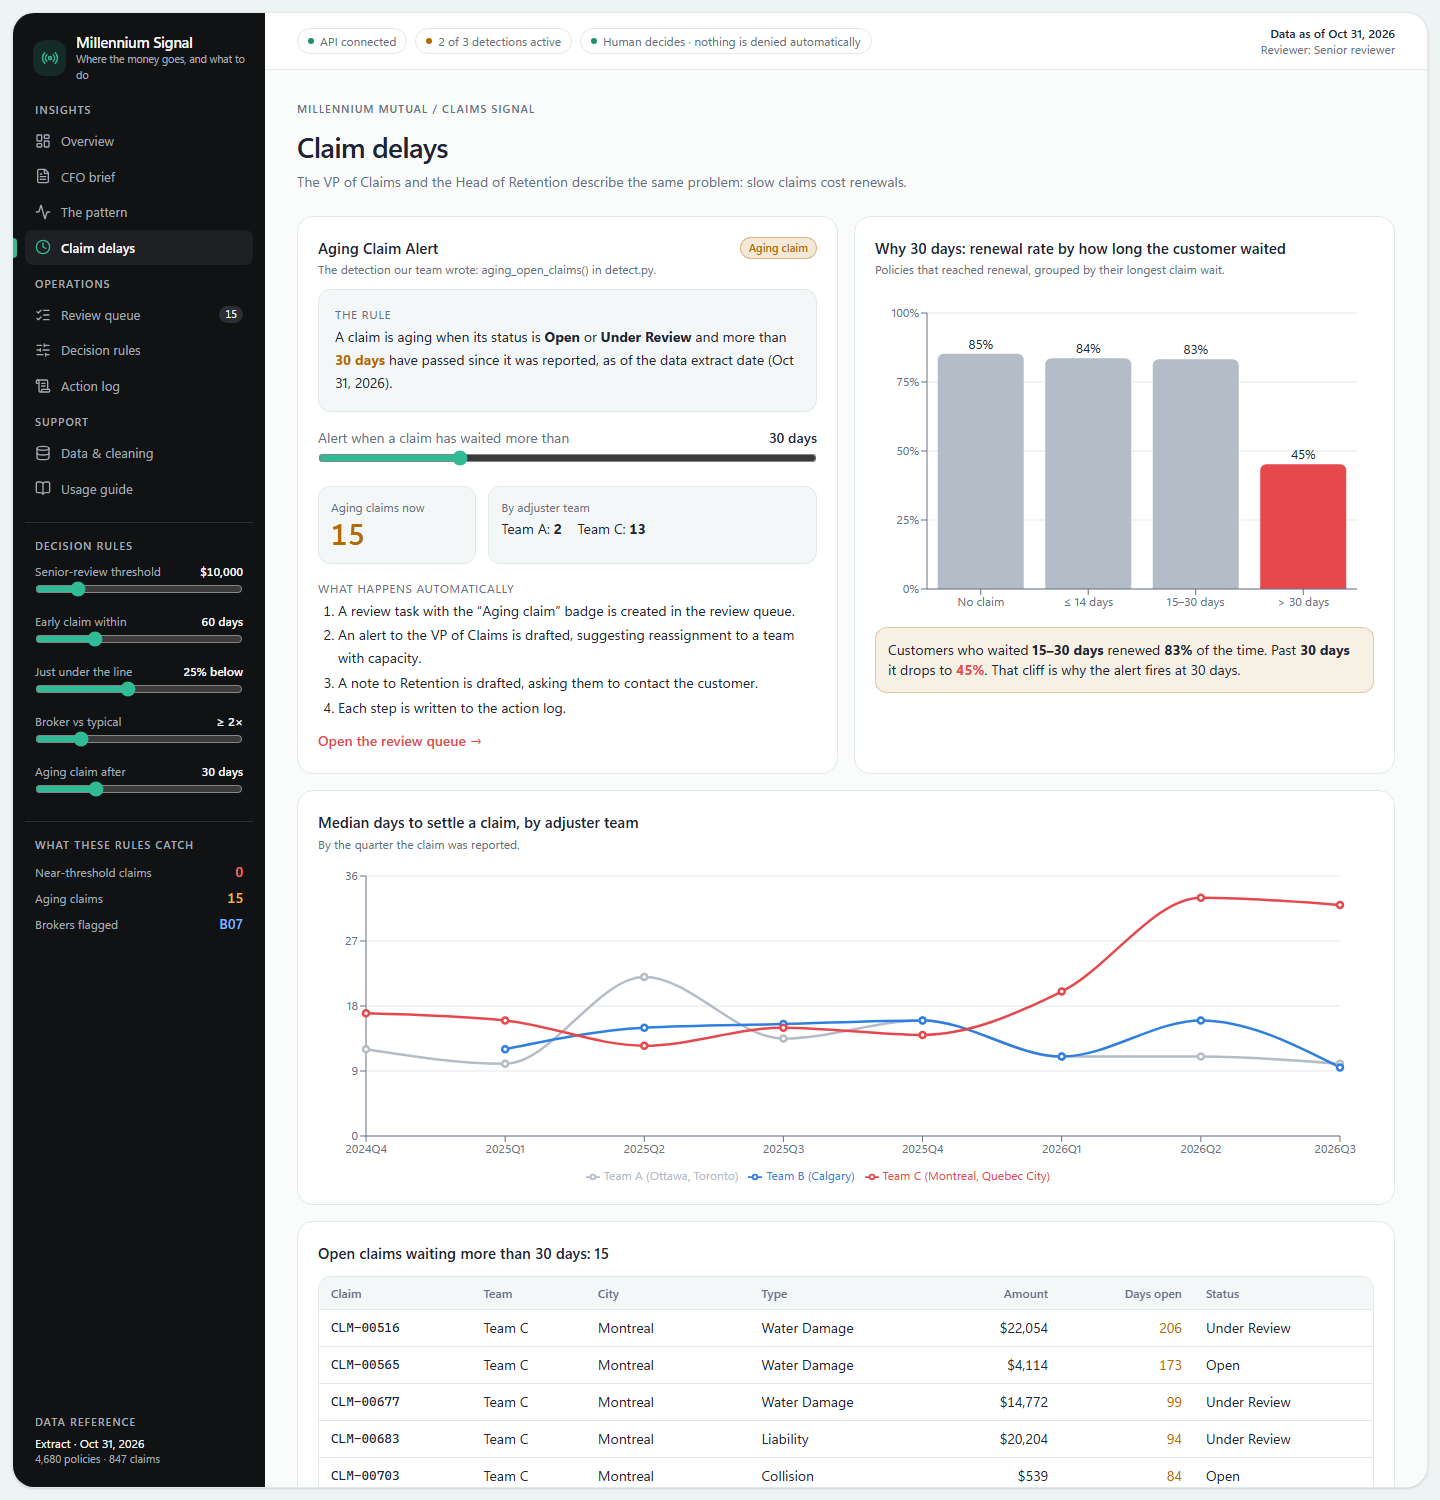 Millennium Signal
Where the money goes, and what to
do
INSIGHTS
Overview
CFO brief
The pattern
Claim delays
OPERATIONS
Review queue 15
Decision rules
Action log
SUPPORT
Data & cleaning
Usage guide
DECISION RULES
Senior-review threshold $10,000
Early claim within 60 days
Just under the line 25% below
Broker vs typical ≥ 2×
Aging claim after 30 days
WHAT THESE RULES CATCH
Near-threshold claims 0
Aging claims 15
Brokers flagged B07
DATA REFERENCE
Extract · Oct 31, 2026
4,680 policies · 847 claims
API connected
2 of 3 detections active
Human decides · nothing is denied automatically
Data as of Oct 31, 2026
Reviewer: Senior reviewer
MILLENNIUM MUTUAL / CLAIMS SIGNAL
Claim delays
The VP of Claims and the Head of Retention describe the same problem: slow claims cost renewals.
Aging Claim Alert Aging claim
The detection our team wrote: aging_open_claims() in detect.py.
THE RULE
A claim is aging when its status is Open or Under Review and more than
30 days have passed since it was reported, as of the data extract date (Oct
31, 2026).
Alert when a claim has waited more than 30 days
Aging claims now
15
By adjuster team
Team A: 2 Team C: 13
WHAT HAPPENS AUTOMATICALLY
1. A review task with the “Aging claim” badge is created in the review queue.
2. An alert to the VP of Claims is drafted, suggesting reassignment to a team
with capacity.
3. A note to Retention is drafted, asking them to contact the customer.
4. Each step is written to the action log.
Open the review queue →
Why 30 days: renewal rate by how long the customer waited
Policies that reached renewal, grouped by their longest claim wait.
100%
75%
50%
25%
0%
85%
84%
83%
45%
No claim
≤ 14 days
15–30 days
> 30 days
Customers who waited 15–30 days renewed 83% of the time. Past 30 days
it drops to 45%. That cliff is why the alert fires at 30 days.
Median days to settle a claim, by adjuster team
By the quarter the claim was reported.
36
27
18
9
0
2024Q4 2025Q1 2025Q2 2025Q3 2025Q4 2026Q1 2026Q2 2026Q3
Team A (Ottawa, Toronto) Team B (Calgary) Team C (Montreal, Quebec City)
Open claims waiting more than 30 days: 15
Claim Team City Type Amount Days open Status
CLM-00516 Team C Montreal Water Damage $22,054 206 Under Review
CLM-00565 Team C Montreal Water Damage $4,114 173 Open
CLM-00677 Team C Montreal Water Damage $14,772 99 Under Review
CLM-00683 Team C Montreal Liability $20,204 94 Under Review
CLM-00703 Team C Montreal Collision $539 84 Open